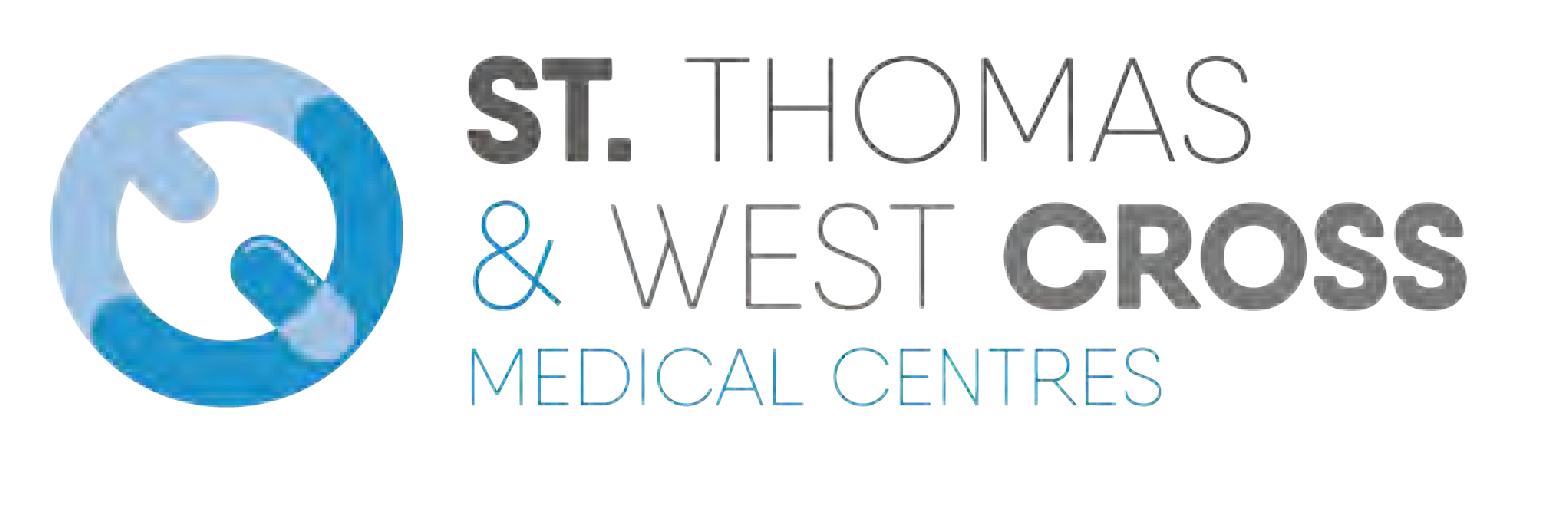 ST. THOMAS
& WEST CROSS
MEDICAL CENTRES